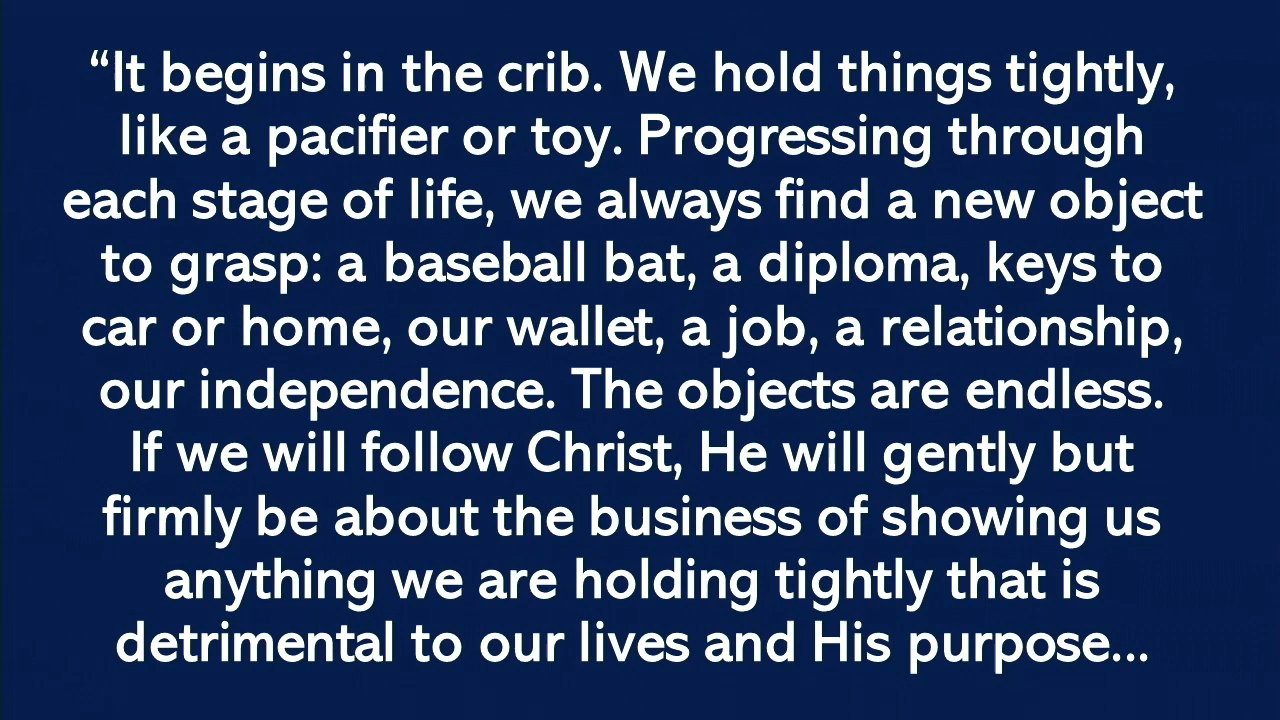 “It begins in the crib. We hold things tightly,
like a pacifier or toy. Progressing through
each stage of life, we always find a new object
to grasp: a baseball bat, a diploma, keys to
car or home, our wallet, a job, a relationship,
our independence. The objects are endless.
If we will follow Christ, He will gently but
firmly be about the business of showing us
anything we are holding tightly that is
detrimental to our lives and His purpose...